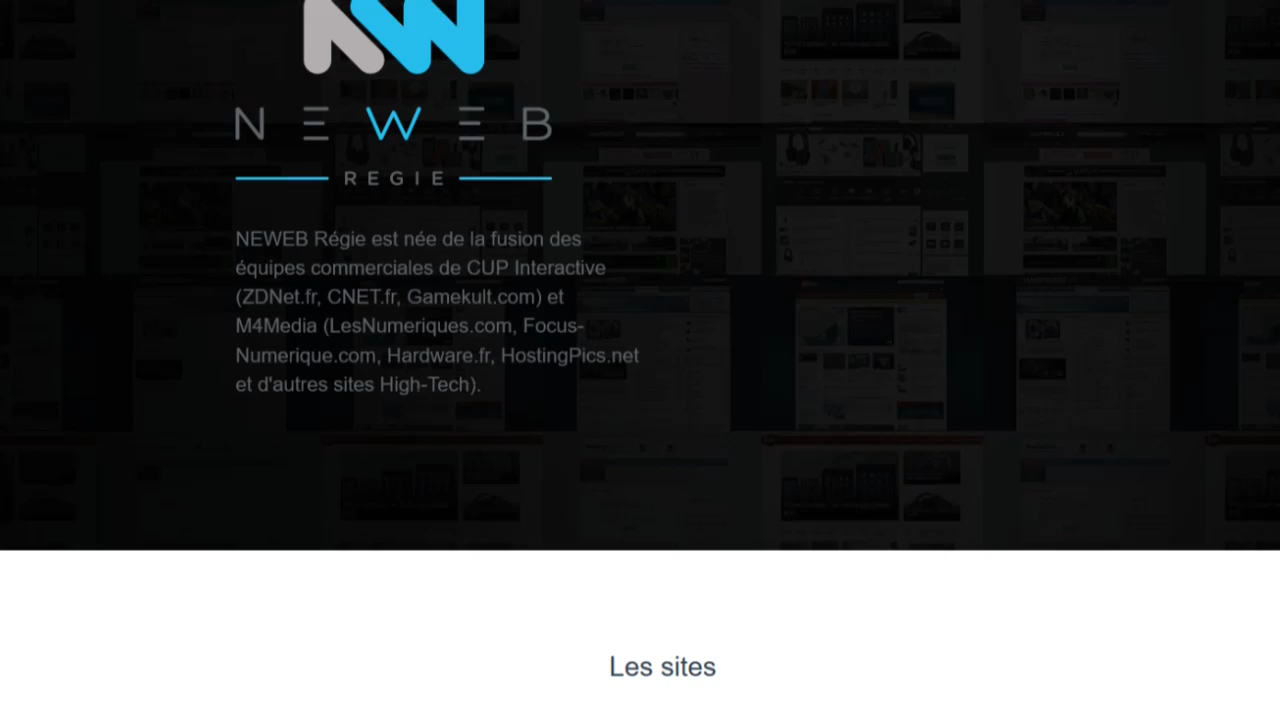 NEWEB
REGIE
NEWEB Régie est née de la fusion des
équipes commerciales de CUP Interactive
(ZDNet.fr, CNET.fr, Gamekult.com) et
M4Media (LesNumeriques.com, Focus-
Numerique.com, Hardware.fr, HostingPics.net
et d'autres sites High-Tech).
Les sites